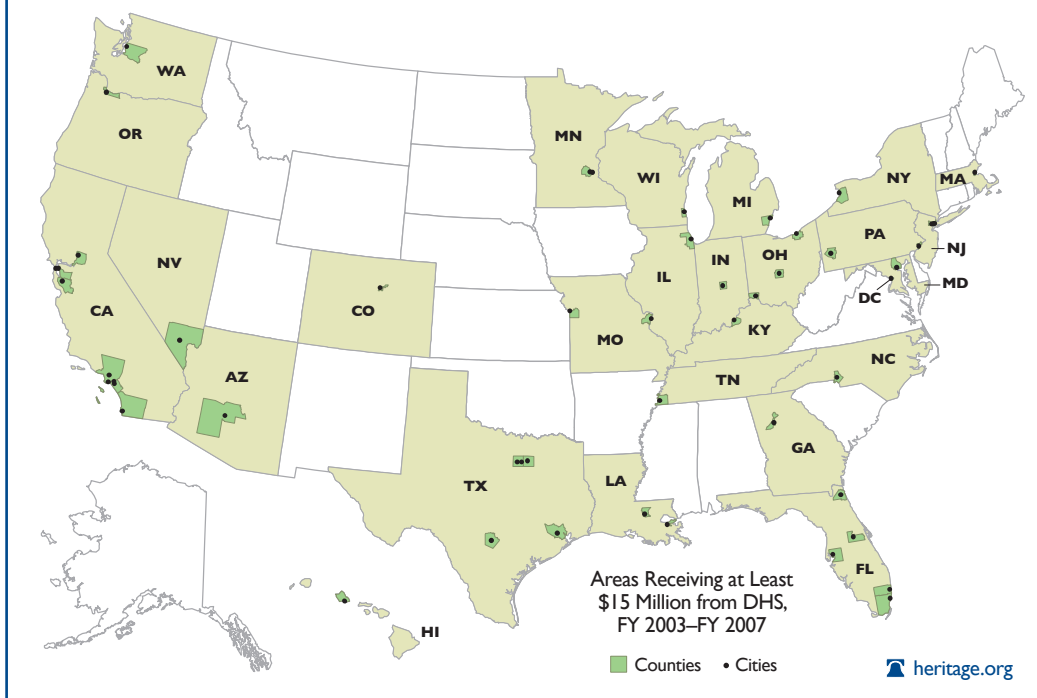 WA
OR
MN
WI
MI
NY
MA
PA
NJ
OH
IN
IL
MD
DC
NV
CO
CA
MO
KY
NC
TN
AZ
GA
TX
LA
FL
HI
Areas Receiving at Least
$15 Million from DHS,
FY 2003–FY 2007
Counties • Cities
heritage.org